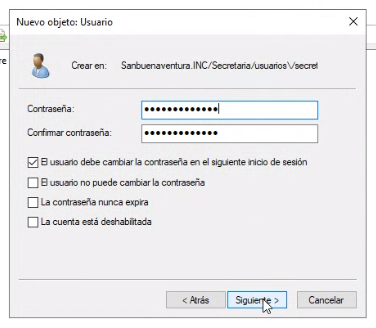 Nuevo objeto: Usuario
Crear en: Sanbuenaventura.INC/Secretaria/usuarios\/secret
Contraseña: •••••••••••••
Confirmar contraseña: •••••••••••••
El usuario debe cambiar la contraseña en el siguiente inicio de sesión
El usuario no puede cambiar la contraseña
La contraseña nunca expira
La cuenta está deshabilitada
< Atrás Siguiente > Cancelar